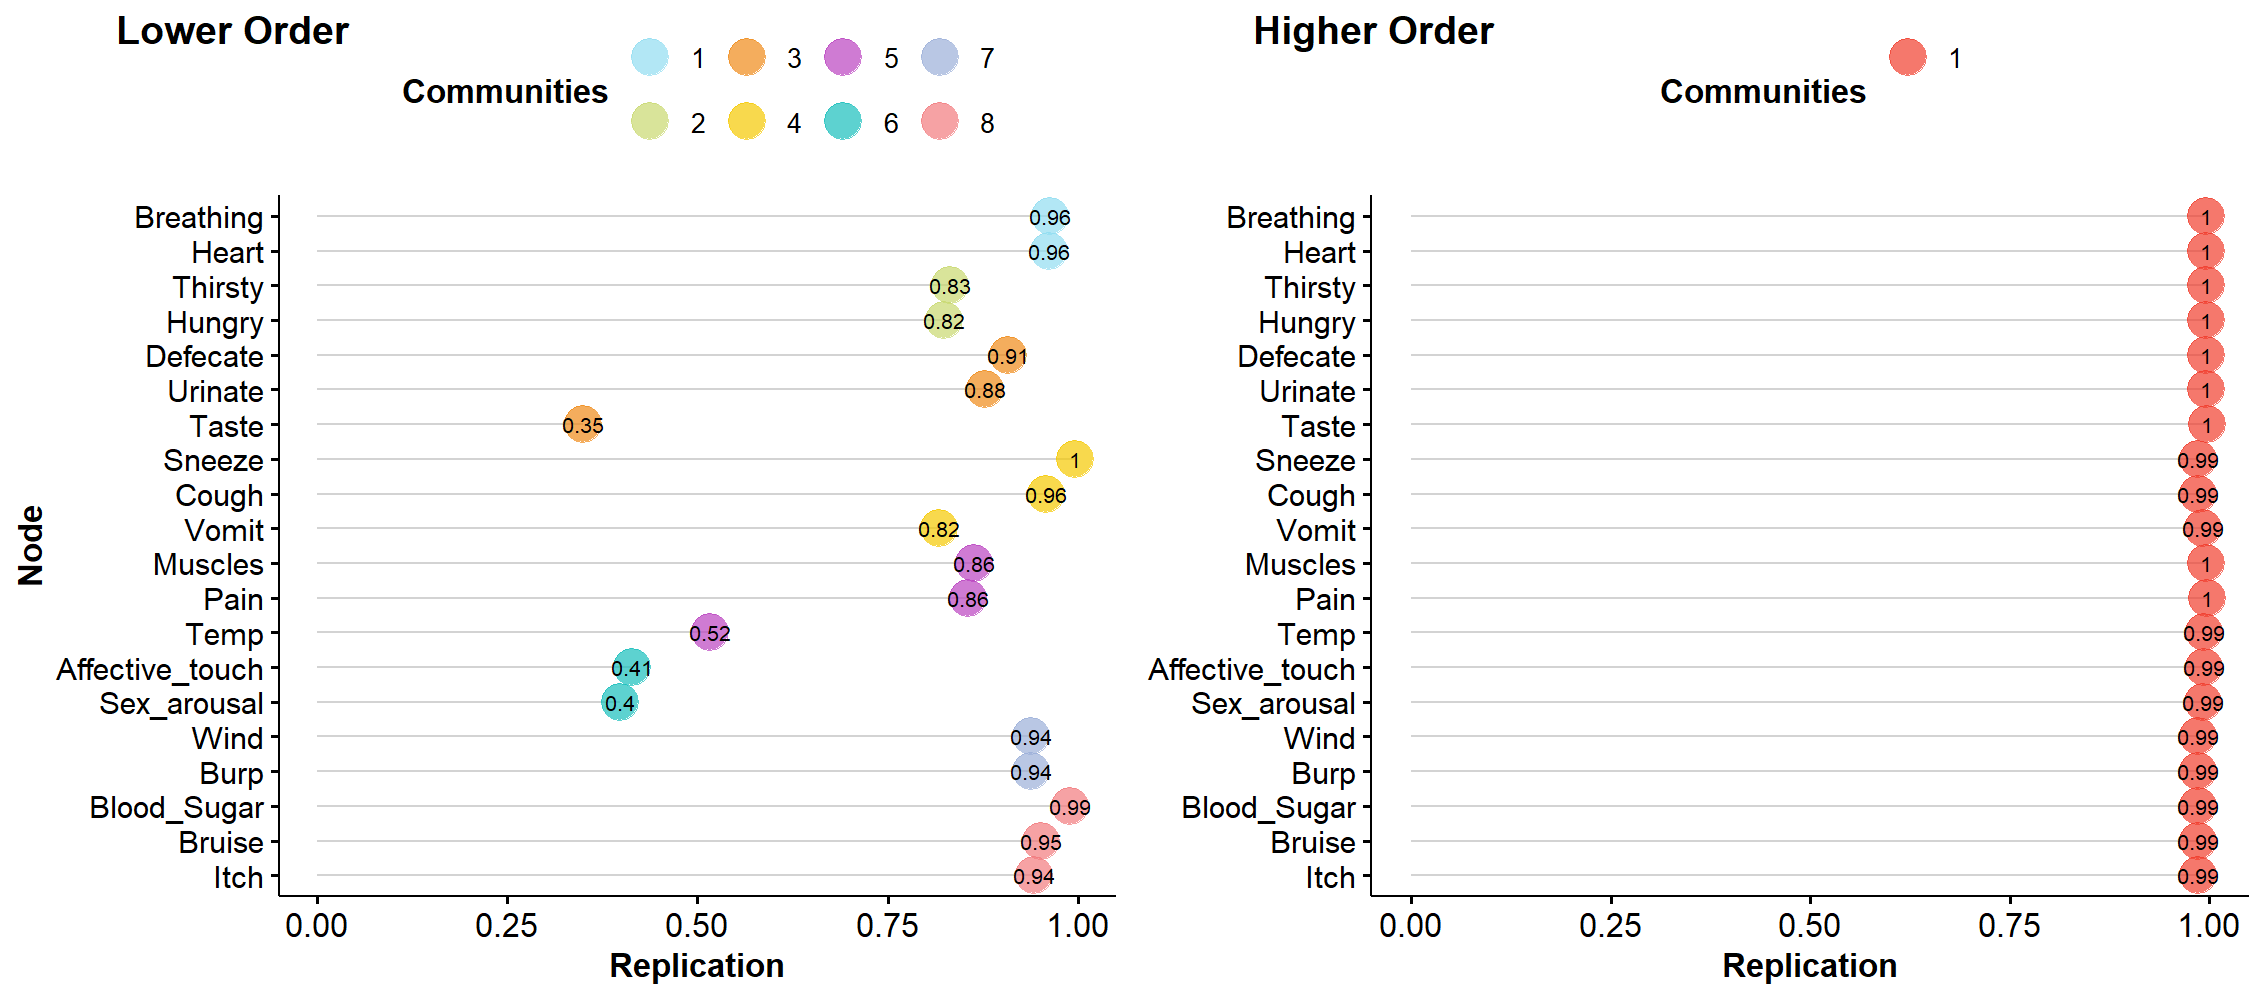 Lower Order
Communities
1 3 5 7
2 4 6 8
Node
Breathing 0.96
Heart 0.96
Thirsty 0.83
Hungry 0.82
Defecate 0.91
Urinate 0.88
Taste 0.35
Sneeze 1
Cough 0.96
Vomit 0.82
Muscles 0.86
Pain 0.86
Temp 0.52
Affective_touch 0.41
Sex_arousal 0.4
Wind 0.94
Burp 0.94
Blood_Sugar 0.99
Bruise 0.95
Itch 0.94
0.00 0.25 0.50 0.75 1.00
Replication
Higher Order
Communities
1
Breathing 1
Heart 1
Thirsty 1
Hungry 1
Defecate 1
Urinate 1
Taste 1
Sneeze 0.99
Cough 0.99
Vomit 0.99
Muscles 1
Pain 1
Temp 0.99
Affective_touch 0.99
Sex_arousal 0.99
Wind 0.99
Burp 0.99
Blood_Sugar 0.99
Bruise 0.99
Itch 0.99
0.00 0.25 0.50 0.75 1.00
Replication